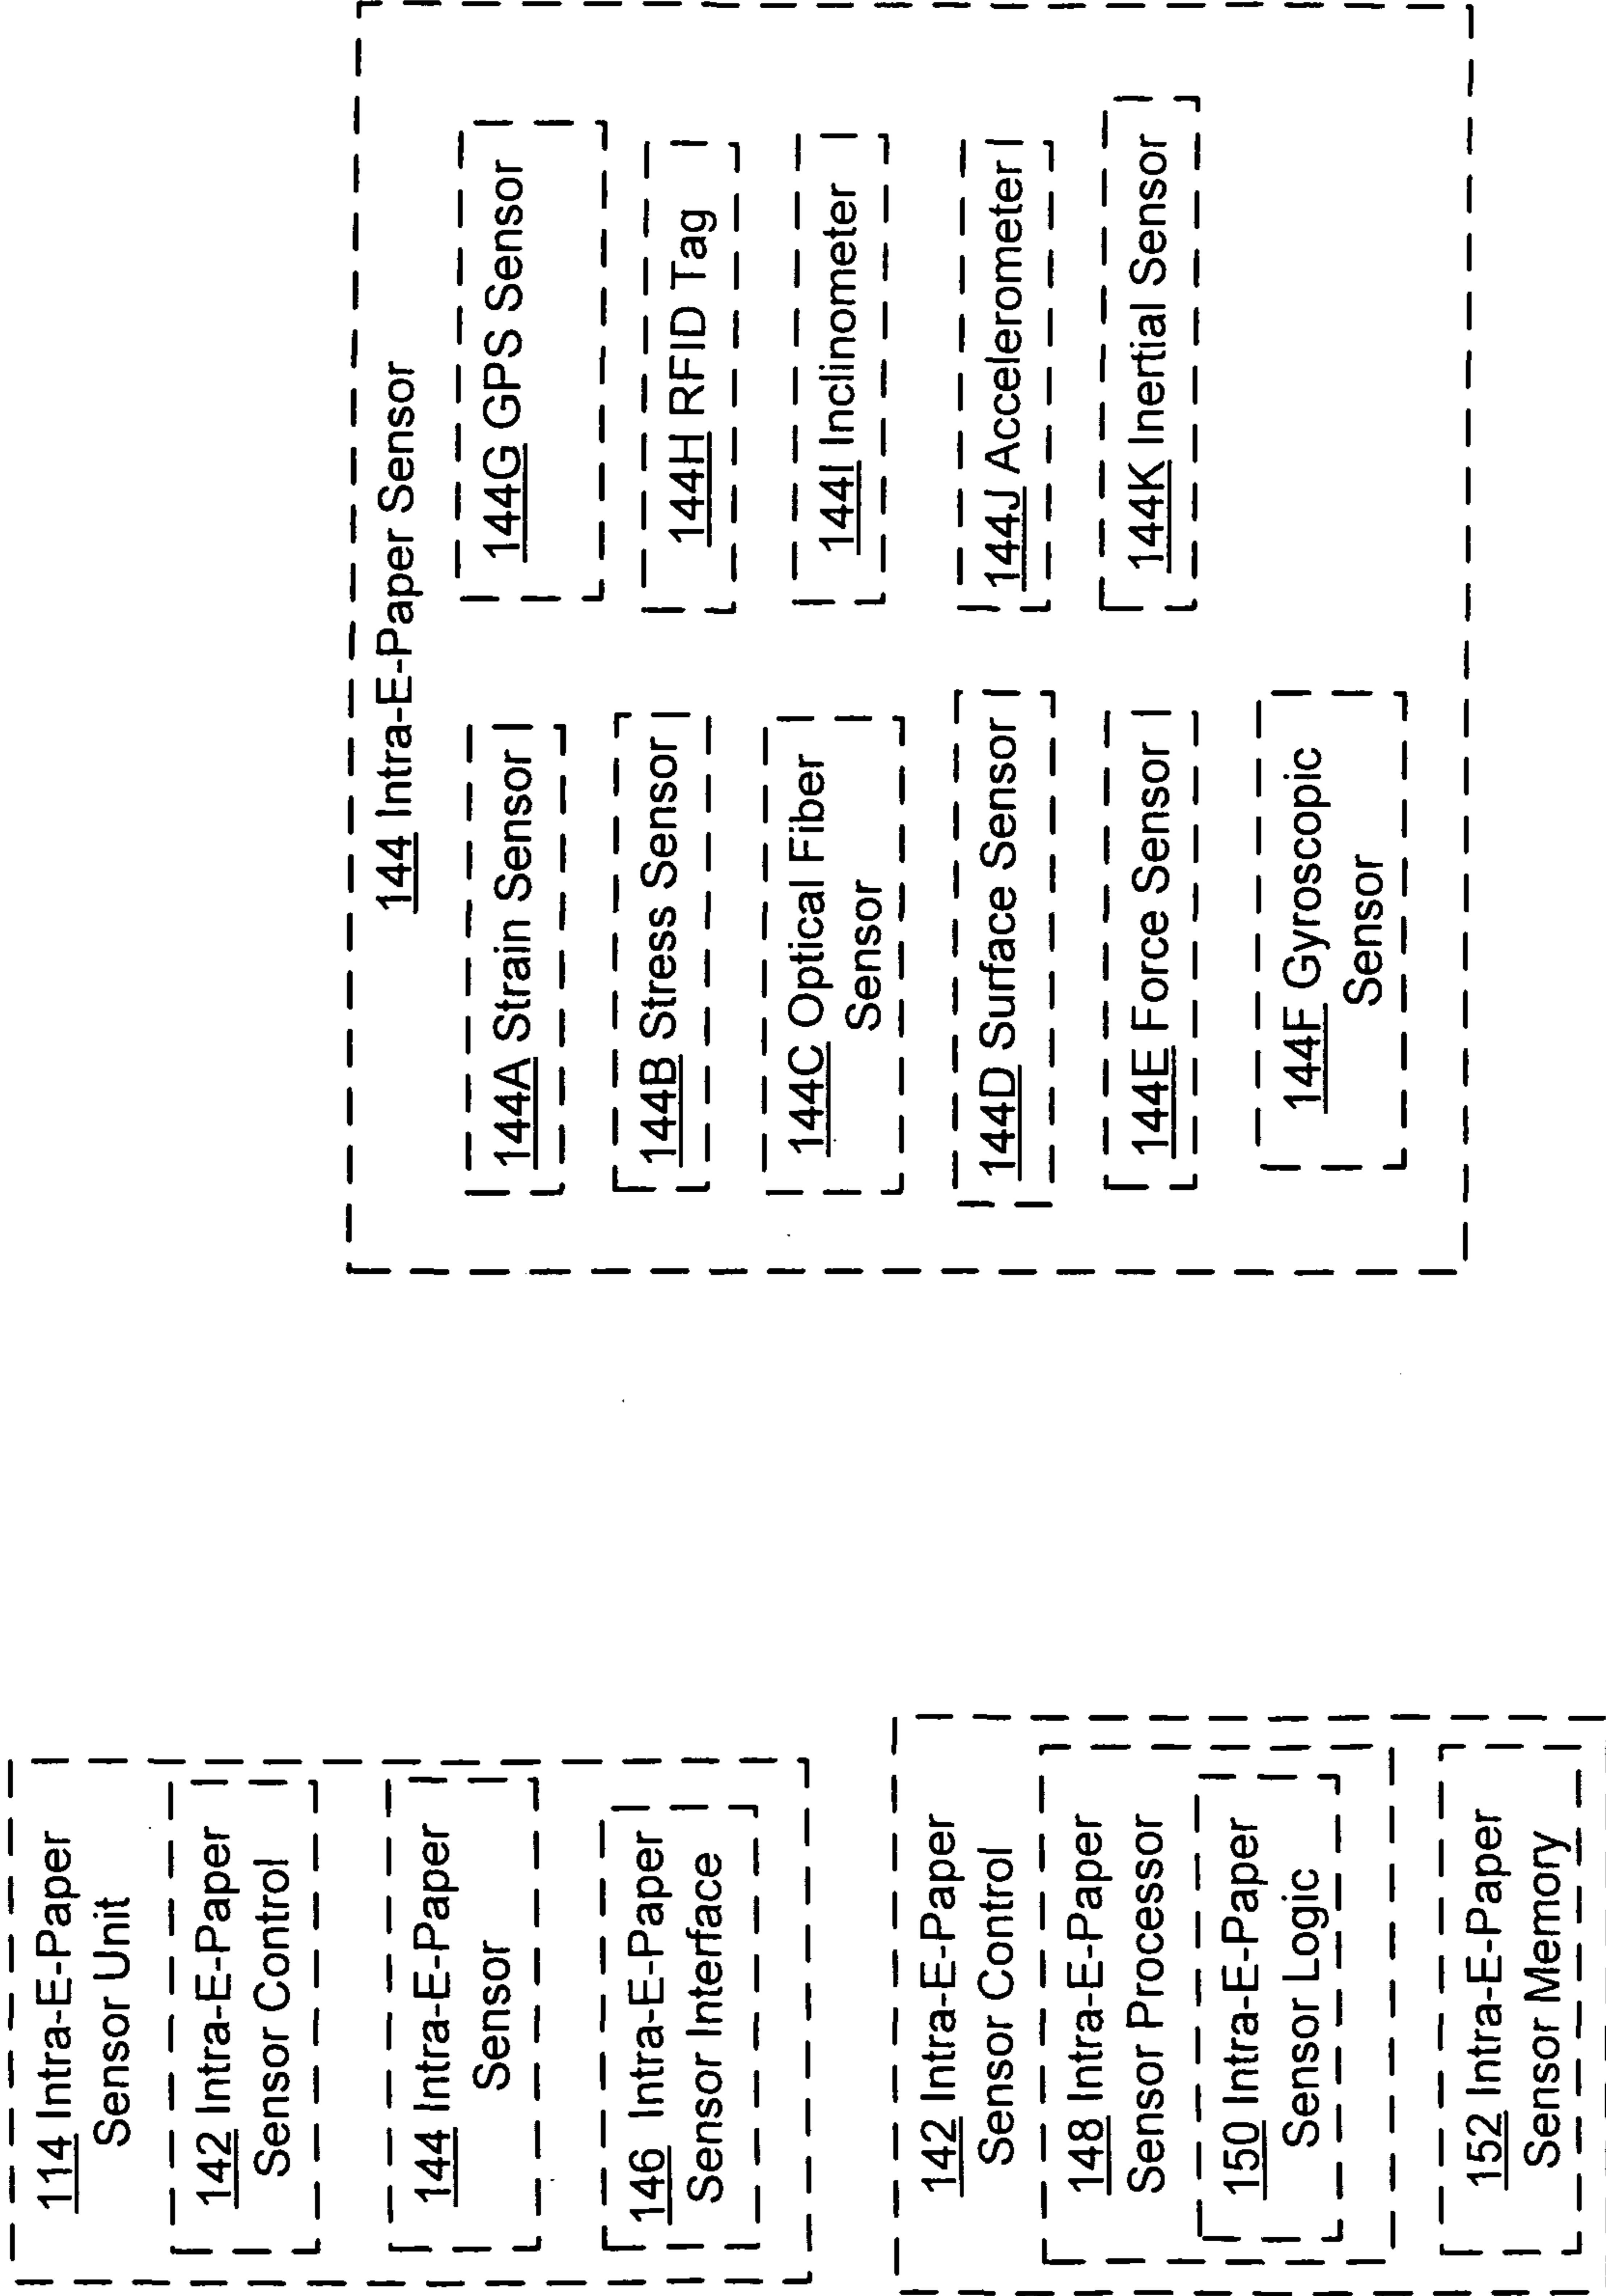 114 Intra-E-Paper
Sensor Unit
142 Intra-E-Paper
Sensor Control
144 Intra-E-Paper
Sensor
146 Intra-E-Paper
Sensor Interface
142 Intra-E-Paper
Sensor Control
148 Intra-E-Paper
Sensor Processor
150 Intra-E-Paper
Sensor Logic
152 Intra-E-Paper
Sensor Memory
144 Intra-E-Paper Sensor
144A Strain Sensor
144B Stress Sensor
144C Optical Fiber
Sensor
144D Surface Sensor
144E Force Sensor
144F Gyroscopic
Sensor
144G GPS Sensor
144H RFID Tag
144I Inclinometer
144J Accelerometer
144K Inertial Sensor